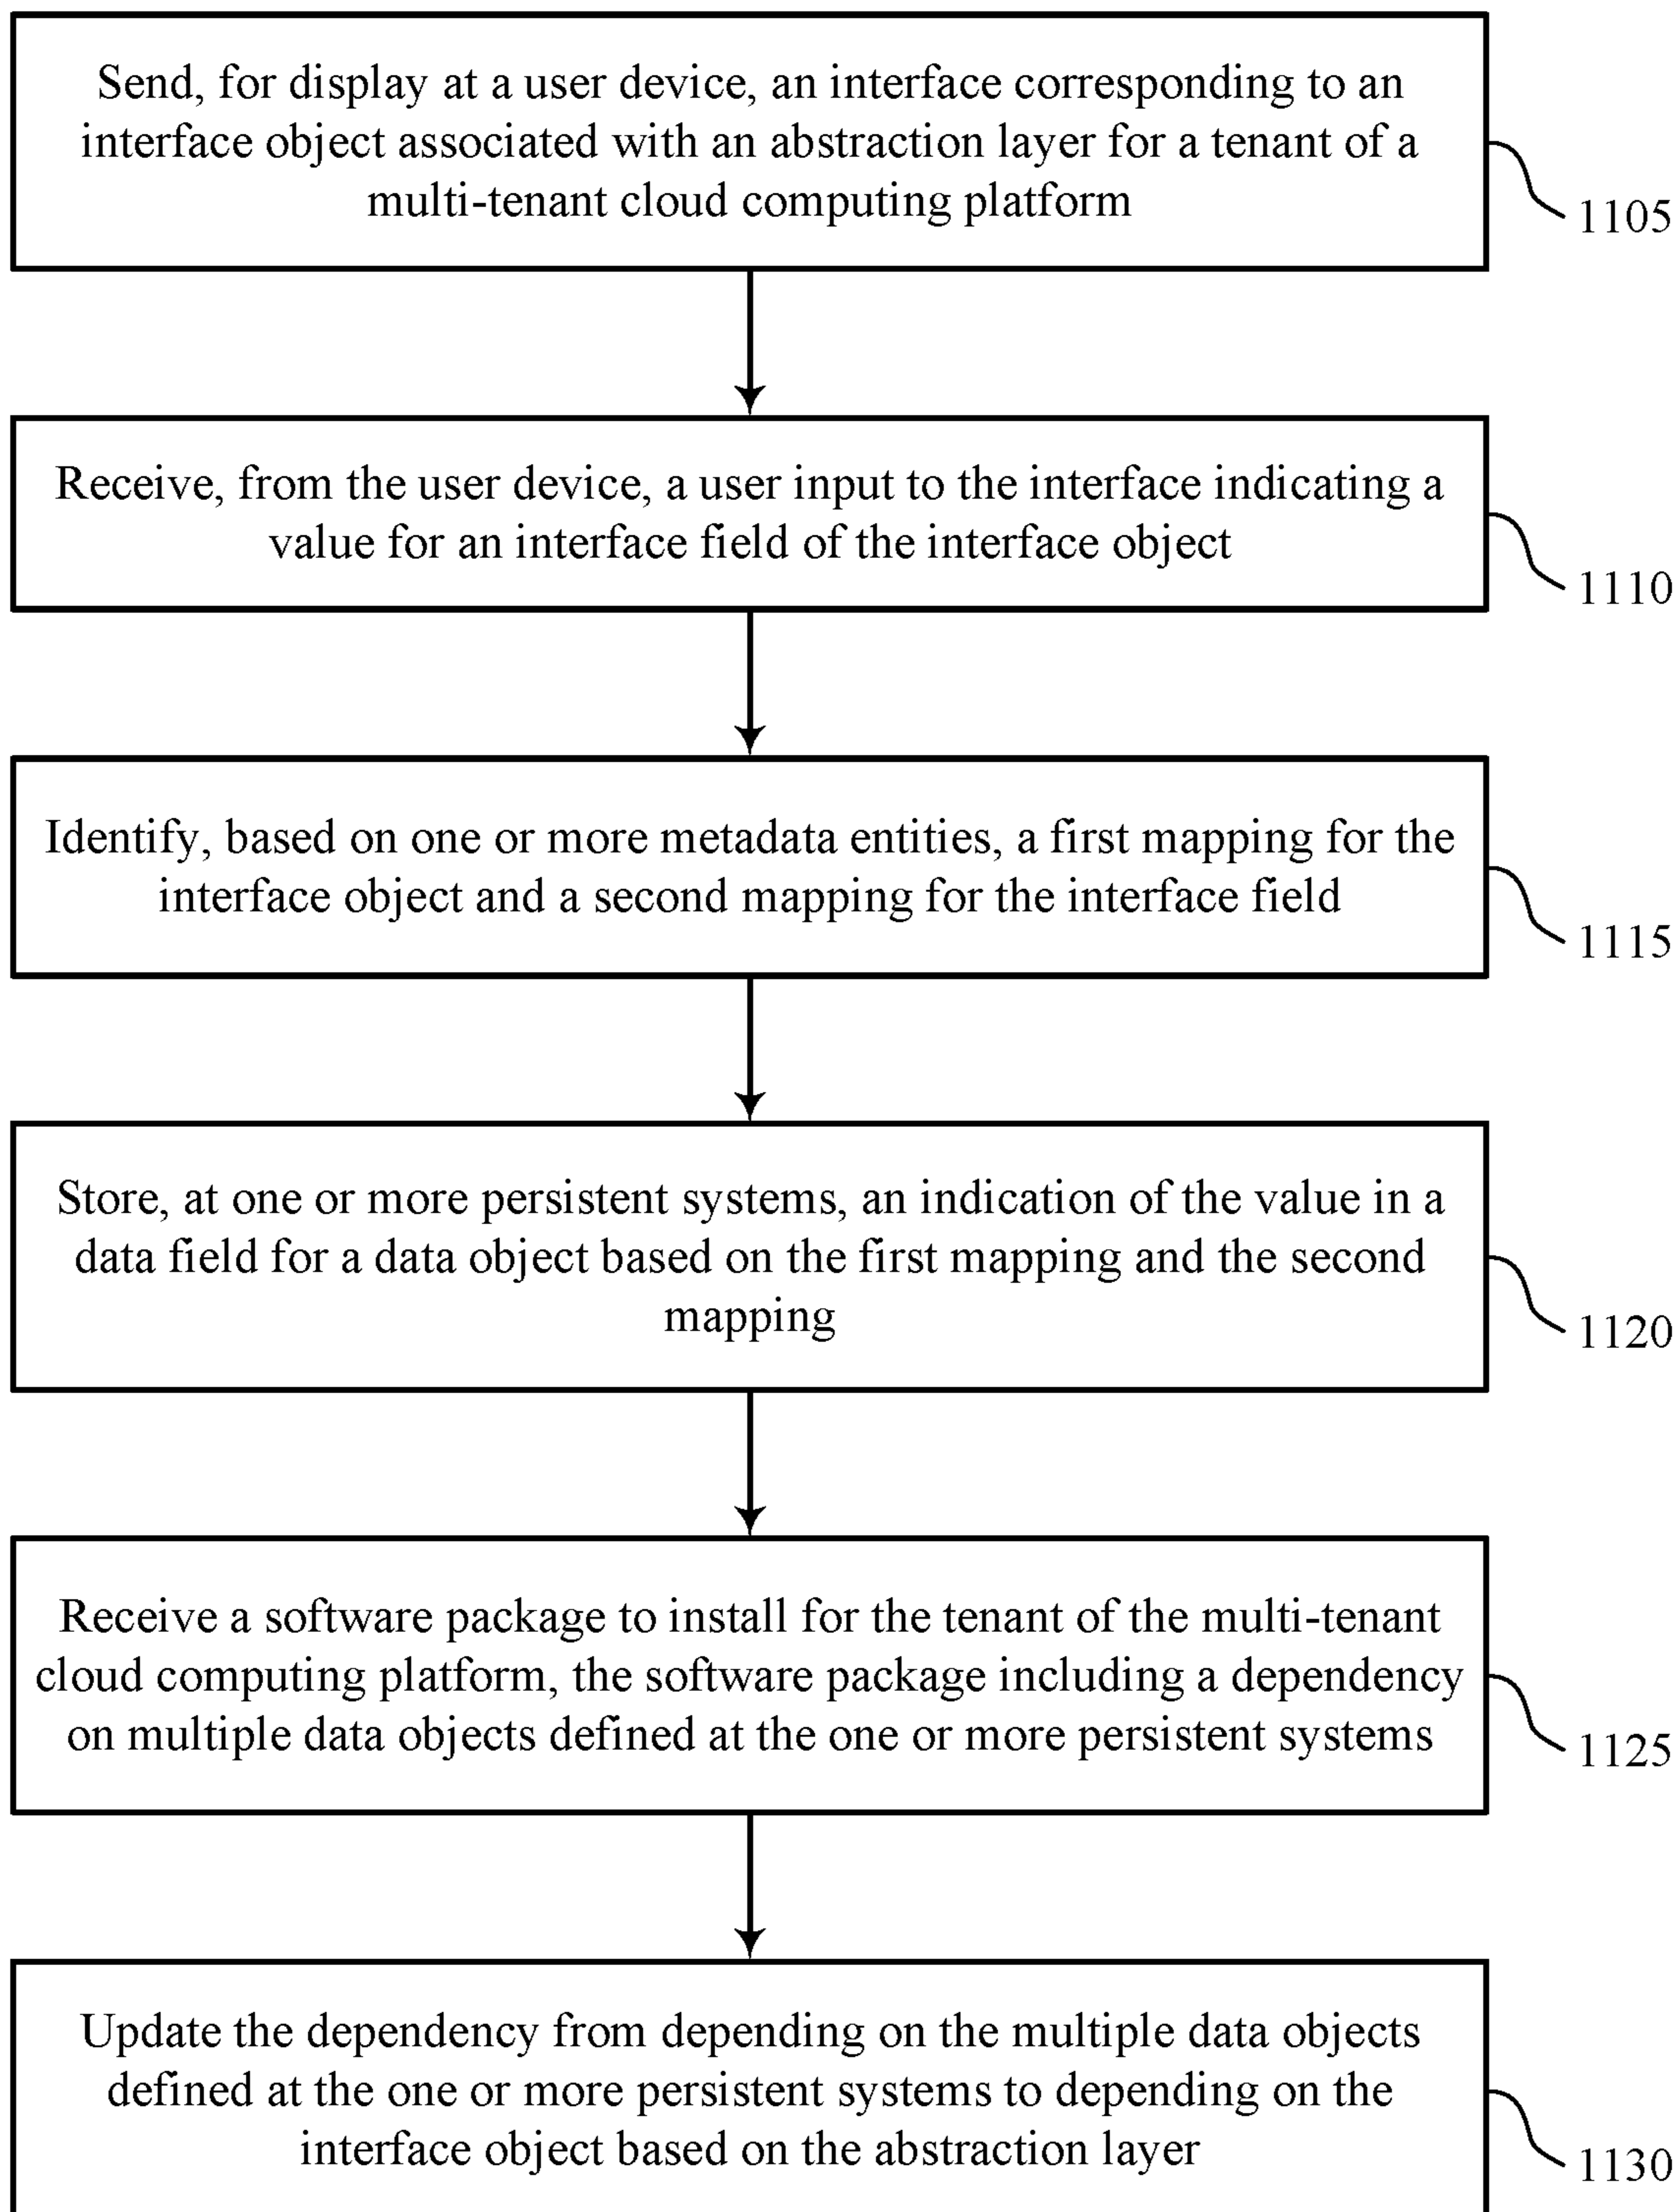 Send, for display at a user device, an interface corresponding to an
interface object associated with an abstraction layer for a tenant of a
multi-tenant cloud computing platform
1105
Receive, from the user device, a user input to the interface indicating a
value for an interface field of the interface object
1110
Identify, based on one or more metadata entities, a first mapping for the
interface object and a second mapping for the interface field
1115
Store, at one or more persistent systems, an indication of the value in a
data field for a data object based on the first mapping and the second
mapping
1120
Receive a software package to install for the tenant of the multi-tenant
cloud computing platform, the software package including a dependency
on multiple data objects defined at the one or more persistent systems
1125
Update the dependency from depending on the multiple data objects
defined at the one or more persistent systems to depending on the
interface object based on the abstraction layer
1130